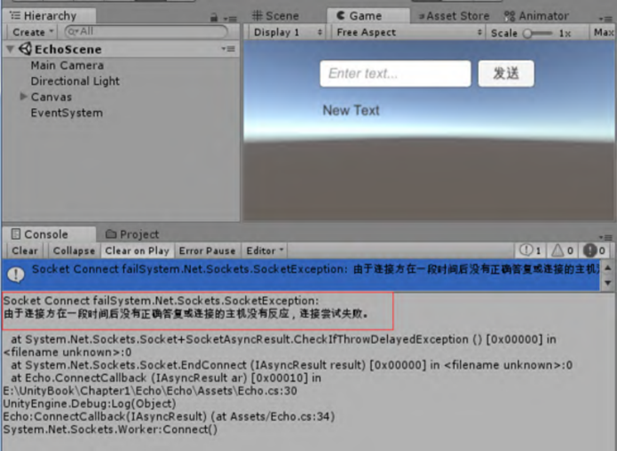 Hierarchy
Create
All
EchoScene
Main Camera
Directional Light
Canvas
EventSystem
Scene
Game
Asset Store
Animator
Display 1
Free Aspect
Scale
1x
Max
Enter text...
发送
New Text
Console
Project
Clear
Collapse
Clear on Play
Error Pause
Editor
1
0
0
Socket Connect failSystem.Net.Sockets.SocketException: 由于连接方在一段时间后没有正确答复或连接的主机
Socket Connect failSystem.Net.Sockets.SocketException:
由于连接方在一段时间后没有正确答复或连接的主机没有反应，连接尝试失败。
at System.Net.Sockets.Socket+SocketAsyncResult.CheckIfThrowDelayedException () [0x00000] in
<filename unknown>:0
at System.Net.Sockets.Socket.EndConnect (IAsyncResult result) [0x00000] in <filename unknown>:0
at Echo.ConnectCallback (IAsyncResult ar) [0x00010] in
E:\UnityBook\Chapter1\Echo\Echo\Assets\Echo.cs:30
UnityEngine.Debug:Log(Object)
Echo:ConnectCallback(IAsyncResult) (at Assets/Echo.cs:34)
System.Net.Sockets.Worker:Connect()